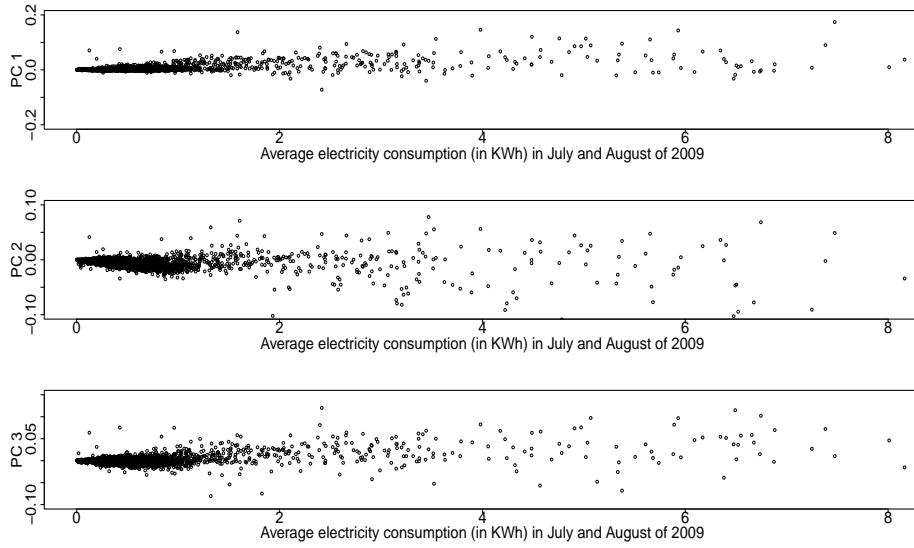 0.2
0.0
−0.2
PC 1
0 2 4 6 8
Average electricity consumption (in KWh) in July and August of 2009
0.10
0.00
−0.10
PC 2
0 2 4 6 8
Average electricity consumption (in KWh) in July and August of 2009
0.05
−0.10
PC 3
0 2 4 6 8
Average electricity consumption (in KWh) in July and August of 2009